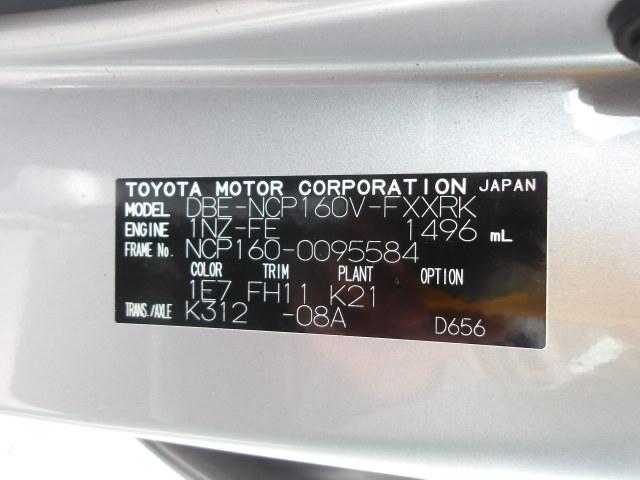 TOYOTA MOTOR CORPORATION JAPAN
MODEL DBE-NCP160V-FXXRK
ENGINE 1NZ-FE 1496 mL
FRAME No. NCP160-0095584
COLOR TRIM PLANT OPTION
1E7 FH11 K21
TRANS./AXLE K312 -08A D656